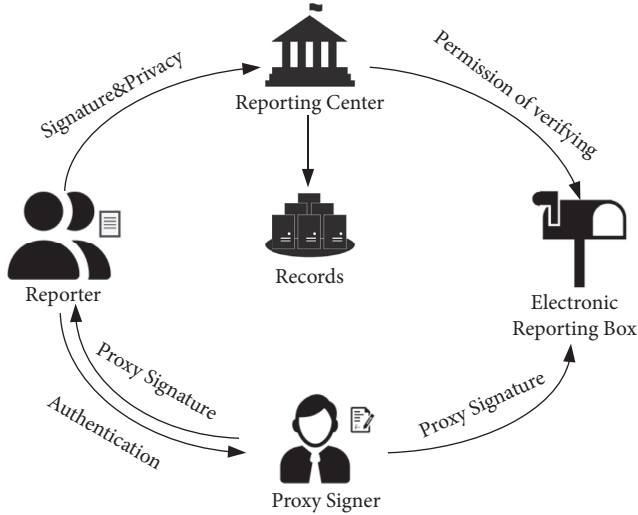 Signature&Privacy
Permission of verifying
Reporting Center
Records
Reporter
Electronic
Reporting Box
Proxy Signature
Authentication
Proxy Signature
Proxy Signer